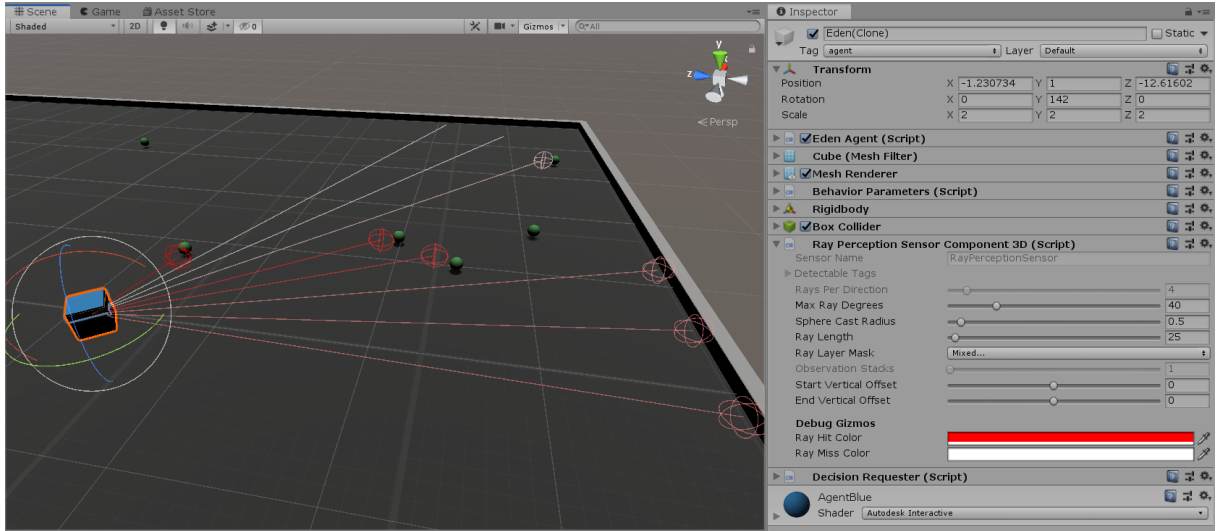 Scene
Game
Asset Store
Shaded
2D
0
Gizmos
All
y
z
Persp
Inspector
Eden(Clone)
Static
Tag agent Layer Default
Transform
Position X -1.230734 Y 1 Z -12.61602
Rotation X 0 Y 142 Z 0
Scale X 2 Y 2 Z 2
Eden Agent (Script)
Cube (Mesh Filter)
Mesh Renderer
Behavior Parameters (Script)
Rigidbody
Box Collider
Ray Perception Sensor Component 3D (Script)
Sensor Name RayPerceptionSensor
Detectable Tags
Rays Per Direction 4
Max Ray Degrees 40
Sphere Cast Radius 0.5
Ray Length 25
Ray Layer Mask Mixed...
Observation Stacks 1
Start Vertical Offset 0
End Vertical Offset 0
Debug Gizmos
Ray Hit Color
Ray Miss Color
Decision Requester (Script)
AgentBlue
Shader Autodesk Interactive